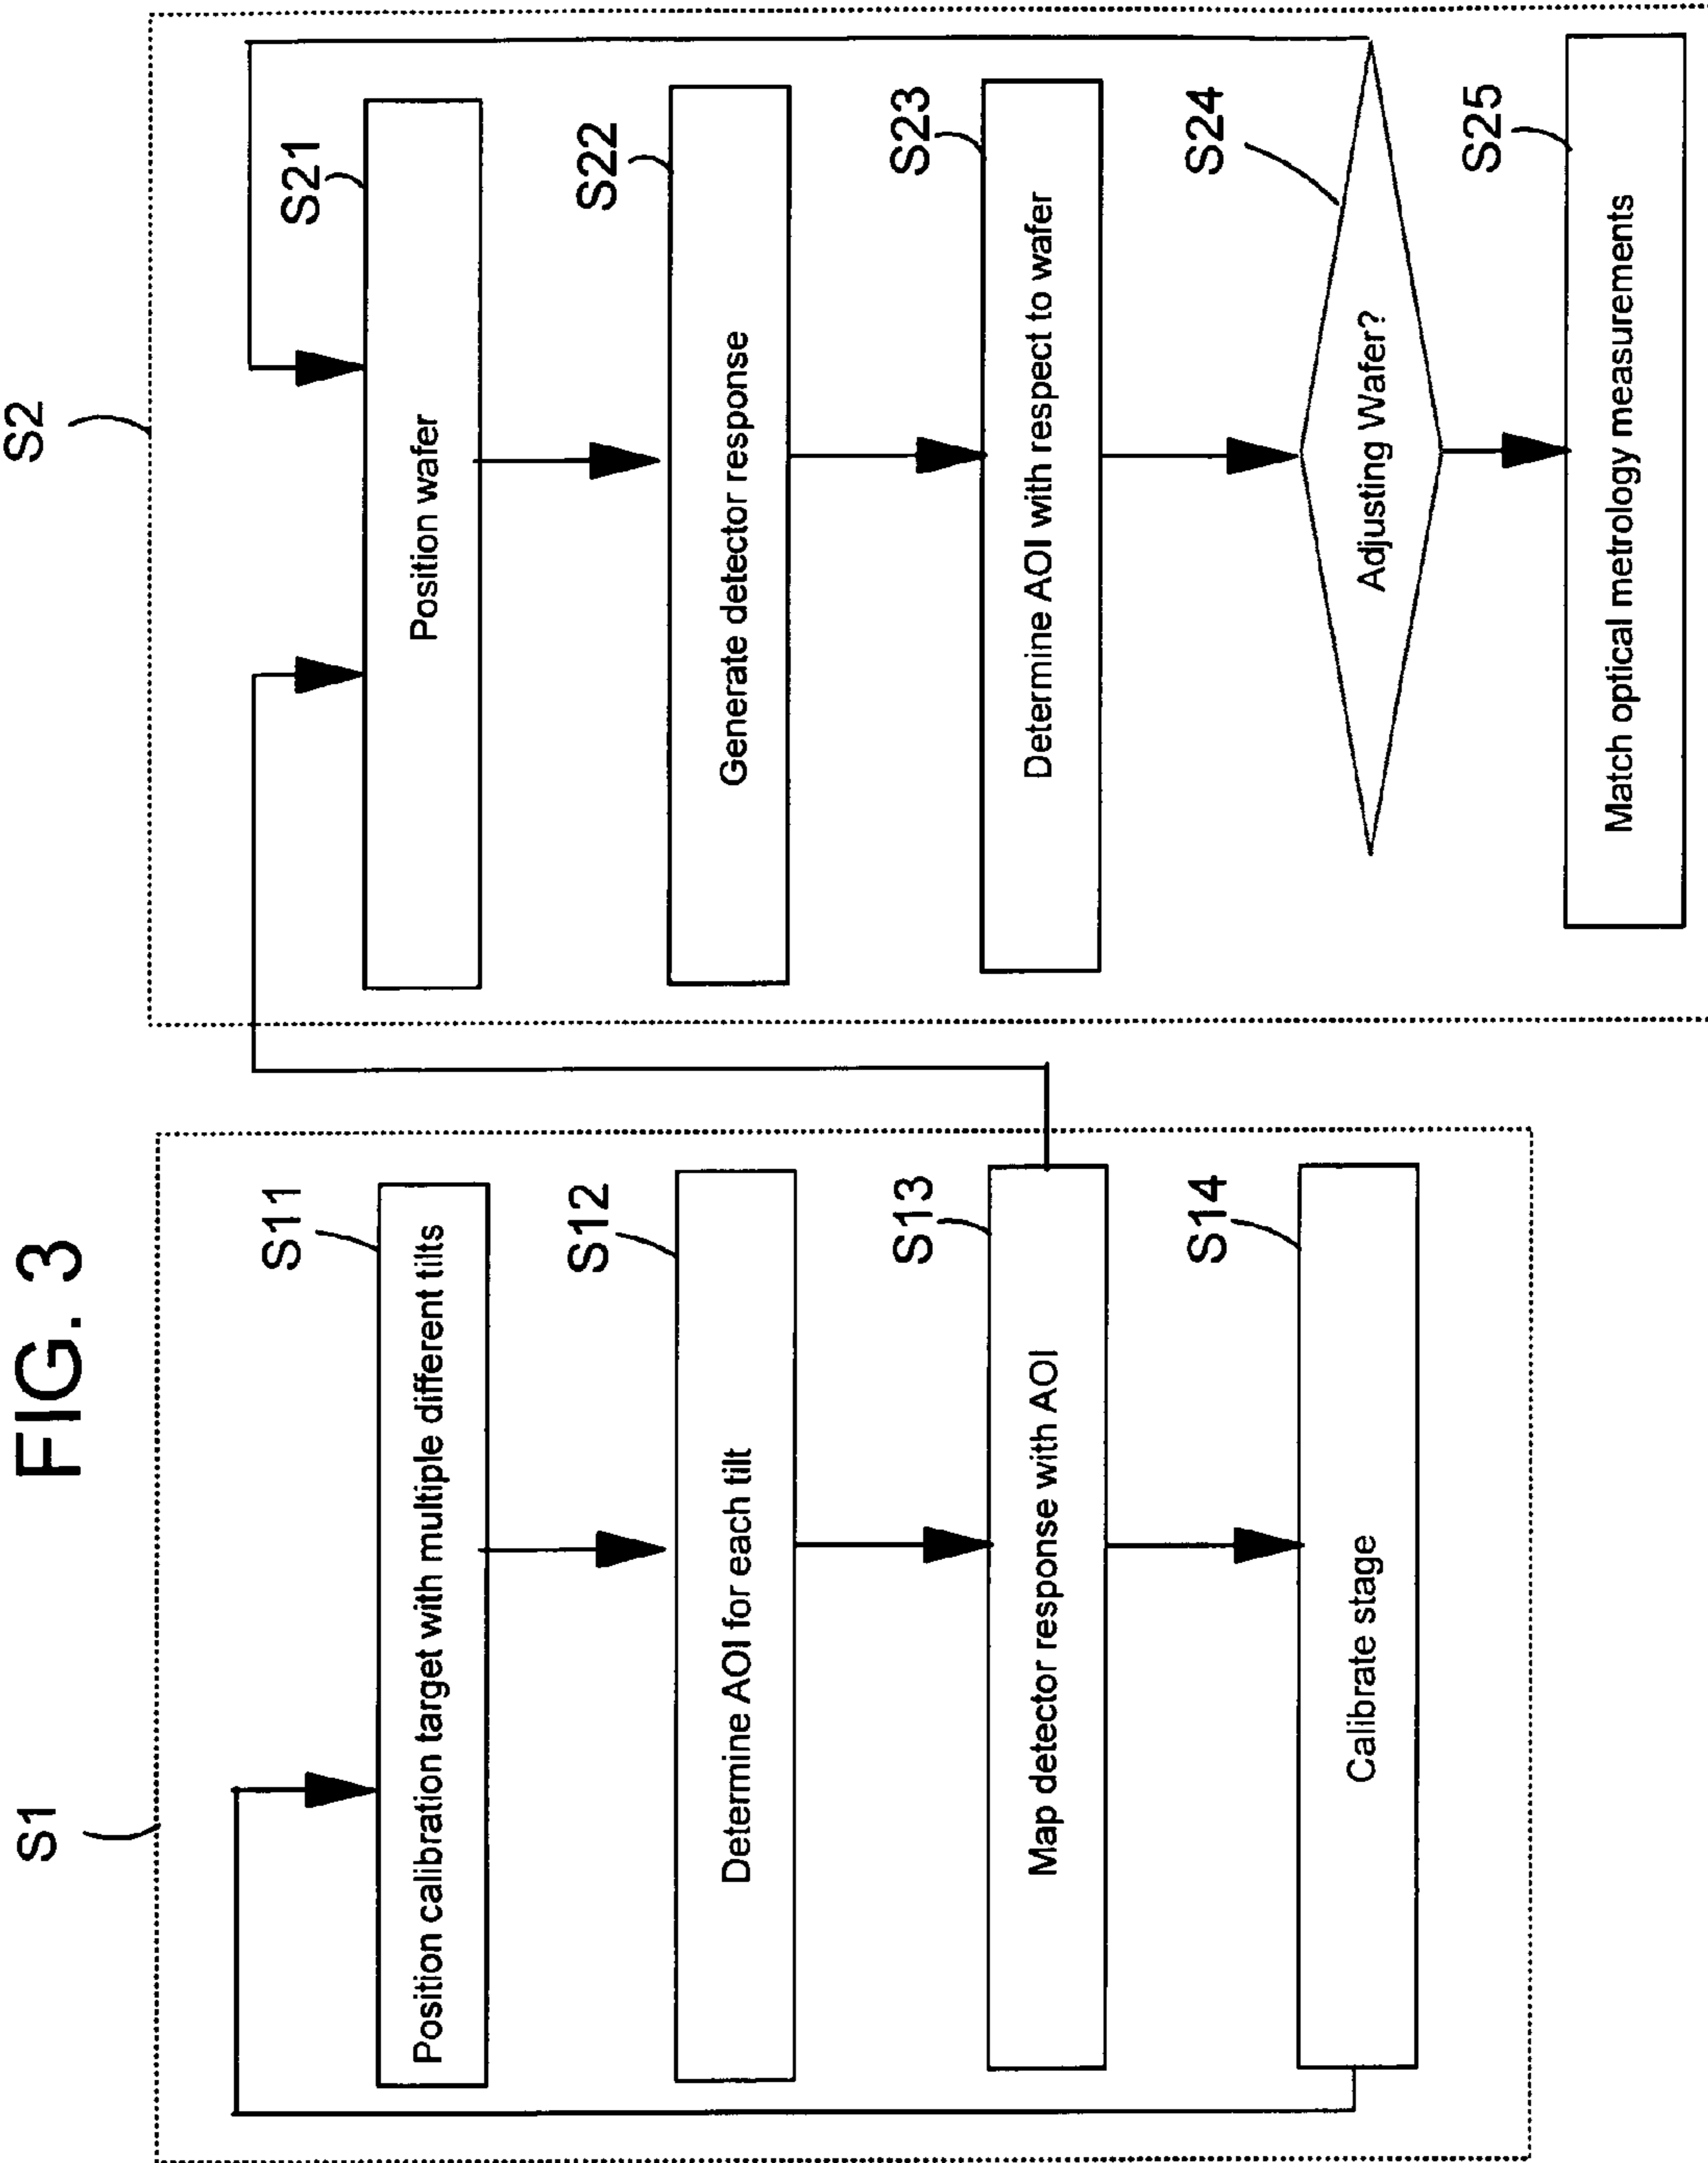 FIG. 3
S1
S11
Position calibration target with multiple different tilts
S12
Determine AOI for each tilt
S13
Map detector response with AOI
S14
Calibrate stage
S2
S21
Position wafer
S22
Generate detector response
S23
Determine AOI with respect to wafer
S24
Adjusting Wafer?
S25
Match optical metrology measurements